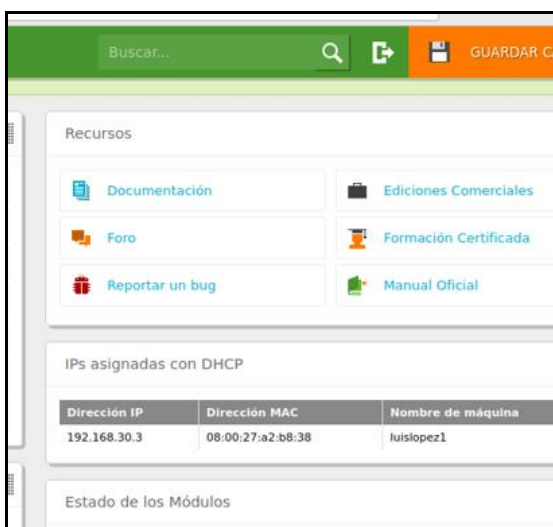 Buscar...
GUARDAR C
Recursos
Documentación
Ediciones Comerciales
Foro
Formación Certificada
Reportar un bug
Manual Oficial
IPs asignadas con DHCP
Dirección IP Dirección MAC Nombre de máquina
192.168.30.3 08:00:27:a2:b8:38 luislopez1
Estado de los Módulos